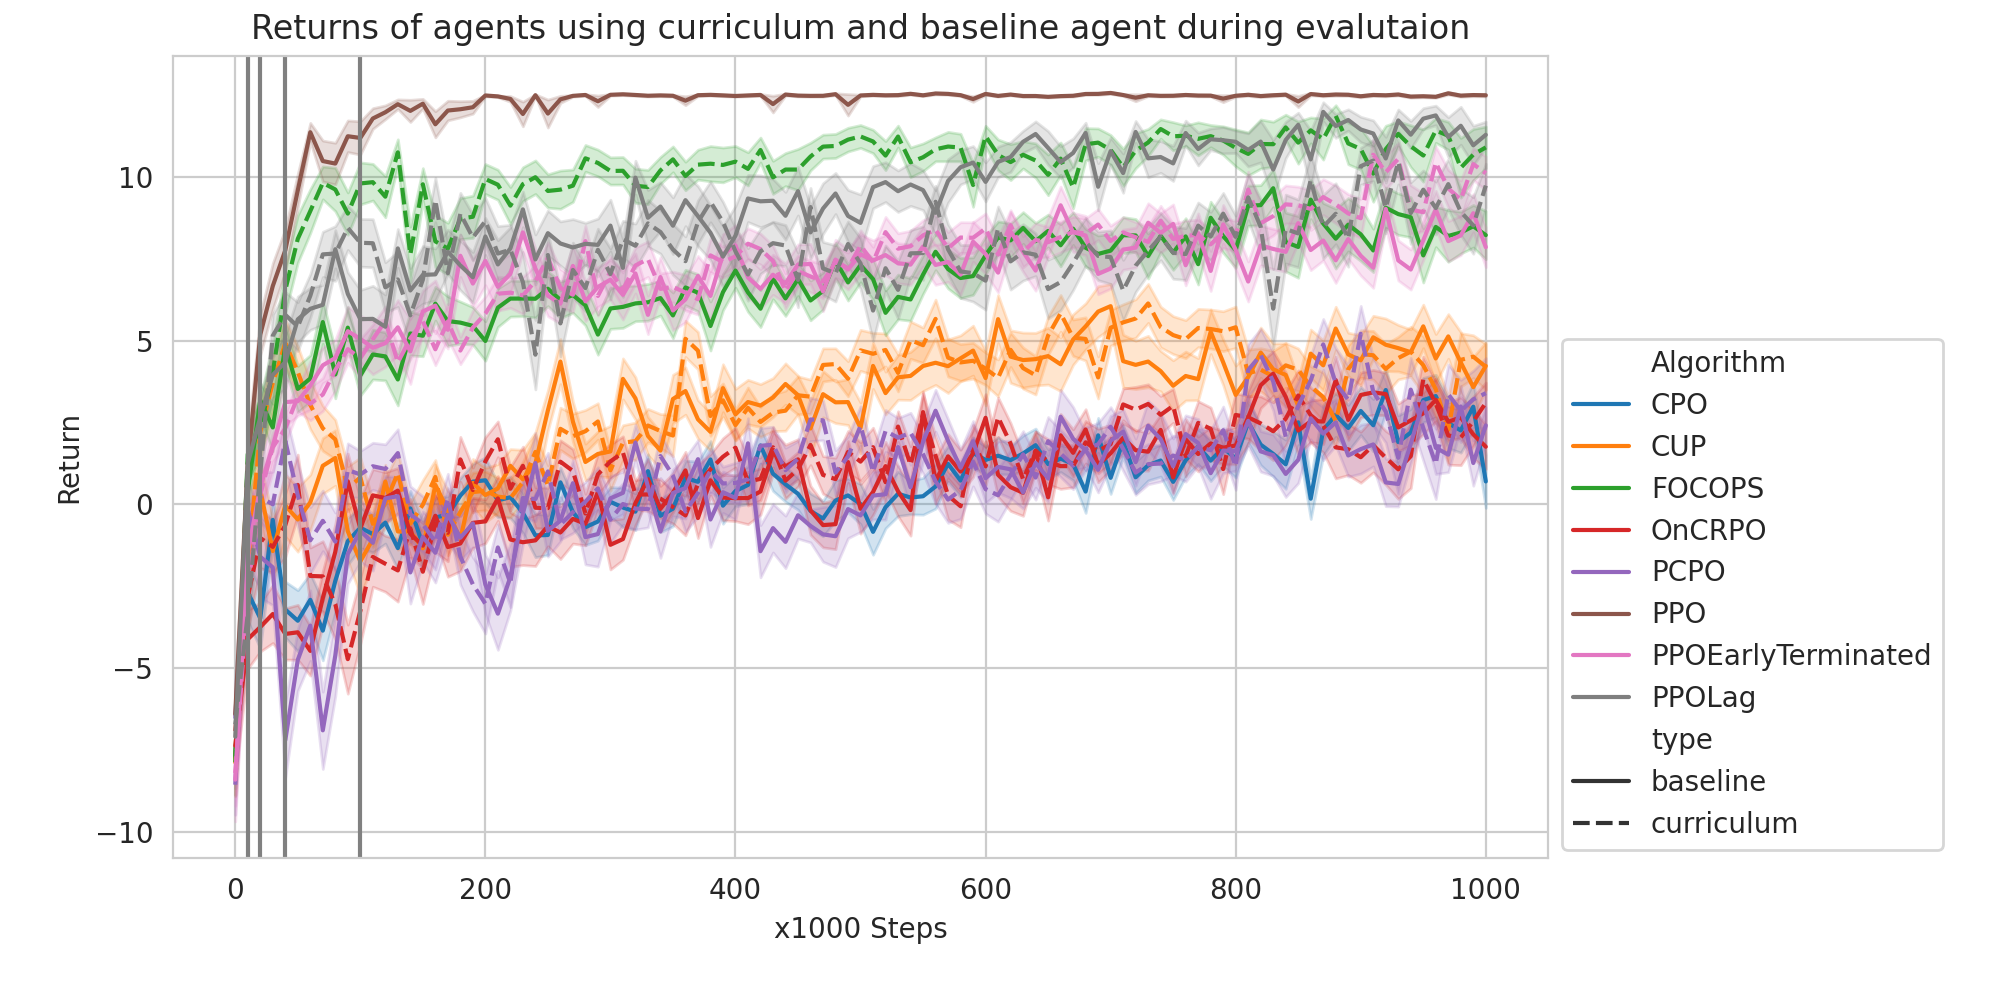 Returns of agents using curriculum and baseline agent during evalutaion
Return
10
5
0
−5
−10
0 200 400 600 800 1000
x1000 Steps
Algorithm
CPO
CUP
FOCOPS
OnCRPO
PCPO
PPO
PPOEarlyTerminated
PPOLag
type
baseline
curriculum